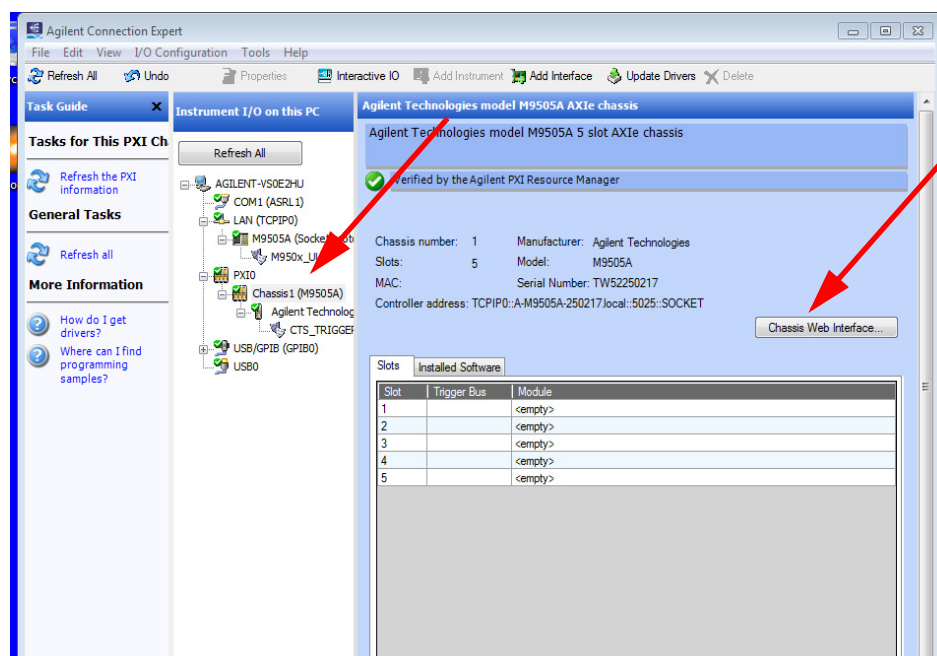 Agilent Connection Expert
File Edit View I/O Configuration Tools Help
Refresh All Undo Properties Interactive IO Add Instrument Add Interface Update Drivers Delete
Task Guide
Tasks for This PXI Ch
Refresh the PXI
information
General Tasks
Refresh all
More Information
How do I get
drivers?
Where can I find
programming
samples?
Instrument I/O on this PC
Refresh All
AGILENT-VS0E2HU
COM1 (ASRL1)
LAN (TCPIP0)
M9505A (Socket
M950x_UL
PXI0
Chassis1 (M9505A)
Agilent Technolog
CTS_TRIGGER
USB/GPIB (GPIB0)
USB0
Agilent Technologies model M9505A AXIe chassis
Agilent Technologies model M9505A 5 slot AXIe chassis
Verified by the Agilent PXI Resource Manager
Chassis number: 1 Manufacturer: Agilent Technologies
Slots: 5 Model: M9505A
MAC: Serial Number: TW52250217
Controller address: TCPIP0::A-M9505A-250217.local::5025::SOCKET
Chassis Web Interface...
Slots Installed Software
Slot Trigger Bus Module
1 <empty>
2 <empty>
3 <empty>
4 <empty>
5 <empty>